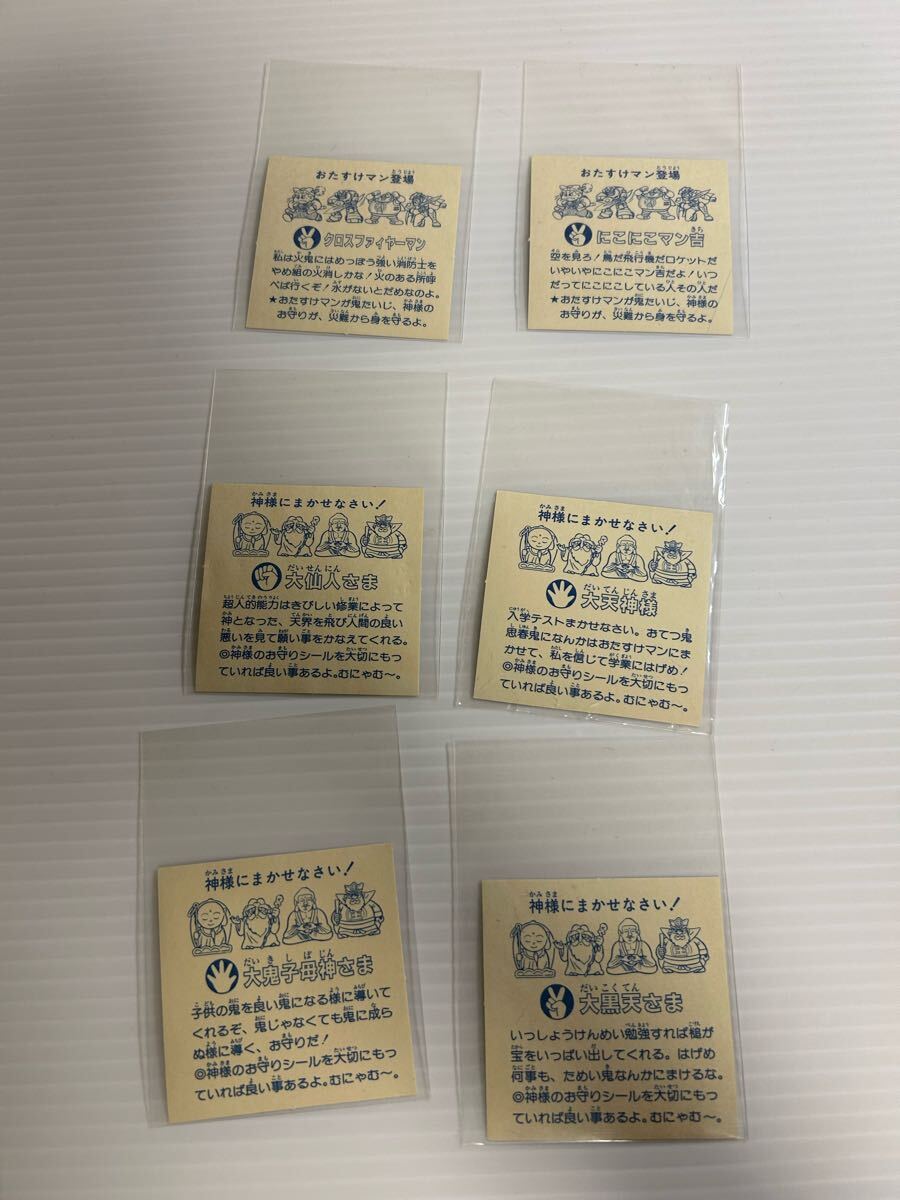 おたすけマン登場
クロスファイヤーマン
私は火鬼にはめっぽう強い消防士を
やめ組の火消しかな！火のある所呼
べば行くぞ！水がないとだめなのよ。
★おたすけマンが鬼たいじ、神様の
お守りが、災難から身を守るよ。
おたすけマン登場
にこにこマン吉
空を見ろ！鳥だ飛行機だロケットだ
いやいやにこにこマン吉だよ！いつ
だってにこにこしている人その人だ
★おたすけマンが鬼たいじ、神様の
お守りが、災難から身を守るよ。
神様にまかせなさい！
大仙人さま
超人的能力はきびしい修業によって
神となった、天界を飛び人間の良い
悪いを見て願い事をかなえてくれる。
◎神様のお守りシールを大切にもっ
ていれば良い事あるよ。むにゃむ〜。
神様にまかせなさい！
大天神様
入学テストまかせなさい。おてつ鬼
思春鬼になんかはおたすけマンにま
かせて、私を信じて学業にはげめ！
◎神様のお守りシールを大切にもっ
ていれば良い事あるよ。むにゃむ〜。
神様にまかせなさい！
大鬼子母神さま
子供の鬼を良い鬼になる様に導いて
くれるぞ、鬼じゃなくても鬼に成ら
ぬ様に導く、お守りだ！
◎神様のお守りシールを大切にもっ
ていれば良い事あるよ。むにゃむ〜。
神様にまかせなさい！
大黒天さま
いっしょうけんめい勉強すれば槌が
宝をいっぱい出してくれる。はげめ
何事も、ためい鬼なんかにまけるな。
◎神様のお守りシールを大切にもっ
ていれば良い事あるよ。むにゃむ〜。